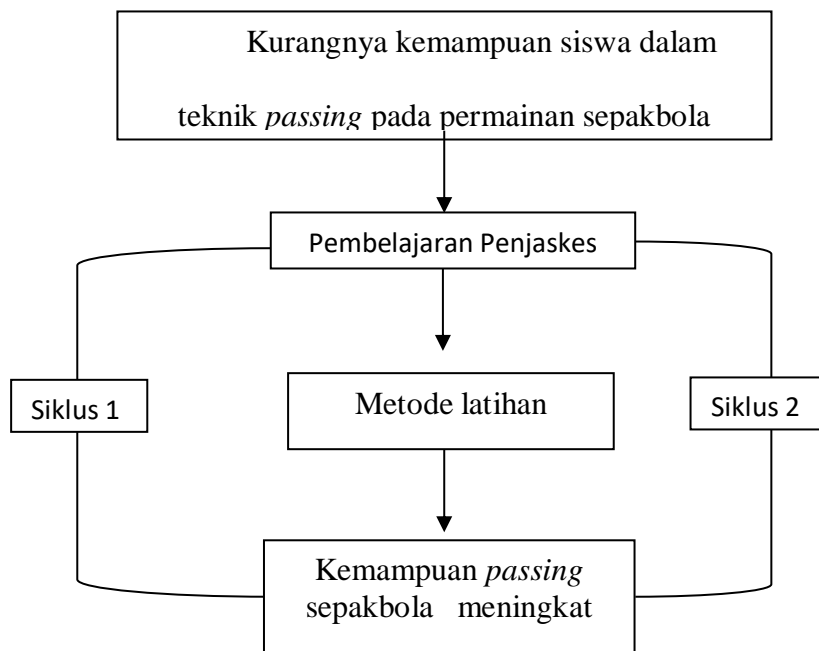 Kurangnya kemampuan siswa dalam
teknik passing pada permainan sepakbola
Pembelajaran Penjaskes
Siklus 1
Metode latihan
Siklus 2
Kemampuan passing
sepakbola meningkat